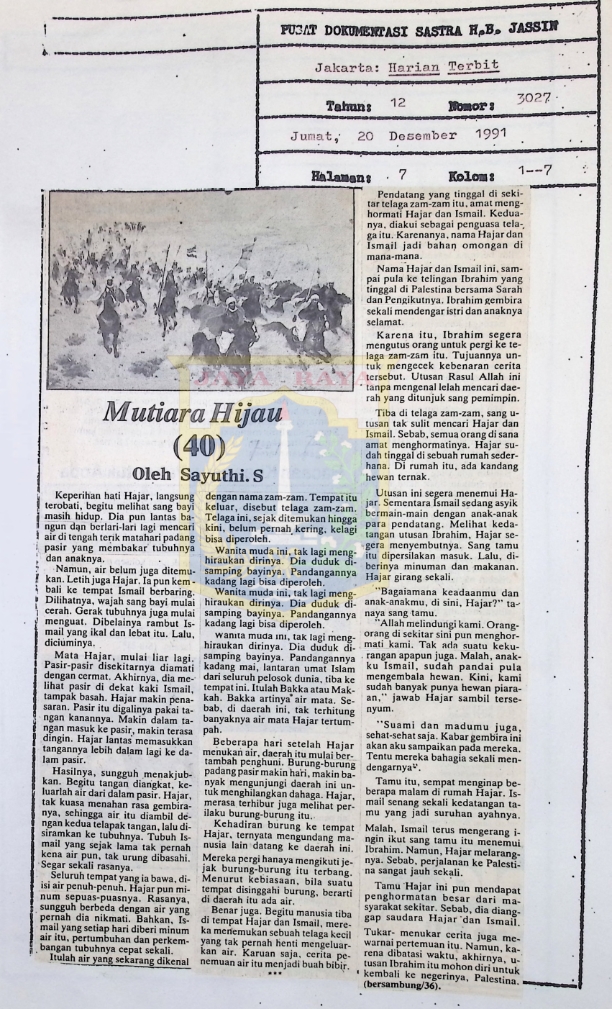 PUSAT DOKUMENTASI SASTRA H.B. JASSIN
Jakarta: Harian Terbit
Tahun: 12 Nomor: 3027
Jumat, 20 Desember 1991
Halaman: 7 Kolom: 1--7
JAYA RAYA
Mutiara Hijau
(40)
Oleh Sayuthi.S
Keperihan hati Hajar, langsung
terobati, begitu melihat sang bayi
masih hidup. Dia pun lantas ba-
ngun dan berlari-lari lagi mencari
air di tengah terik matahari padang
pasir yang membakar tubuhnya
dan anaknya.
Namun, air belum juga ditemu-
kan. Letih juga Hajar. Ia pun kem-
bali ke tempat Ismail berbaring.
Dilihatnya, wajah sang bayi mulai
cerah. Gerak tubuhnya juga mulai
menguat. Dibelainya rambut Is-
mail yang ikal dan lebat itu. Lalu,
diciuminya.
Mata Hajar, mulai liar lagi.
Pasir-pasir disekitarnya diamati
dengan cermat. Akhirnya, dia me-
lihat pasir di dekat kaki Ismail,
tampak basah. Hajar makin pena-
saran. Pasir itu digalinya pakai ta-
ngan kanannya. Makin dalam ta-
ngan masuk ke pasir, makin terasa
dingin. Hajar lantas memasukkan
tangannya lebih dalam lagi ke da-
lam pasir.
Hasilnya, sungguh menakjub-
kan. Begitu tangan diangkat, ke-
luarlah air dari dalam pasir. Hajar,
tak kuasa menahan rasa gembira-
nya, sehingga air itu diambil de-
ngan kedua telapak tangan, lalu di-
siramkan ke tubuhnya. Tubuh Is-
mail yang sejak lama tak pernah
kena air pun, tak urung dibasahi.
Segar sekali rasanya.
Seluruh tempat yang ia bawa, di-
isi air penuh-penuh. Hajar pun mi-
num sepuas-puasnya. Rasanya,
sungguh berbeda dengan air yang
pernah dia nikmati. Bahkan, Is-
mail yang setiap hari diberi minum
air itu, pertumbuhan dan perkem-
bangan tubuhnya cepat sekali.
Itulah air yang sekarang dikenal
dengan nama zam-zam. Tempat itu
keluar, disebut telaga zam-zam.
Telaga ini, sejak ditemukan hingga
kini, belum pernah kering, kelagi
bisa diperoleh.
Wanita muda ini, tak lagi meng-
hiraukan dirinya. Dia duduk di-
samping bayinya. Pandangannya
kadang lagi bisa diperoleh.
Wanita muda ini, tak lagi meng-
hiraukan dirinya. Dia duduk di-
samping bayinya. Pandangannya
kadang lagi bisa diperoleh.
Wanita muda ini, tak lagi meng-
hiraukan dirinya. Dia duduk di-
samping bayinya. Pandangannya
kadang mai, lantaran umat Islam
dari seluruh pelosok dunia, tiba ke
tempat ini. Itulah Bakka atau Mak-
kah. Bakka artinya air mata. Se-
bab, di daerah ini, tak terhitung
banyaknya air mata Hajar tertum-
pah.
Beberapa hari setelah Hajar
menukan air, daerah itu mulai ber-
tambah penghuni. Burung-burung
padang pasir makin hari, makin ba-
nyak mengunjungi daerah ini un-
tuk menghilangkan dahaga. Hajar,
merasa terhibur juga melihat per-
ilaku burung-burung itu.
Kehadiran burung ke tempat
Hajar, ternyata mengundang ma-
nusia lain datang ke daerah ini.
Mereka pergi hanaya mengikuti je-
jak burung-burung itu terbang.
Menurut kebiasaan, bila suatu
tempat disinggahi burung, berarti
di daerah itu ada air.
Benar juga. Begitu manusia tiba
di tempat Hajar dan Ismail, mere-
ka menemukan sebuah telaga kecil
yang tak pernah henti mengeluar-
kan air. Karuan saja, cerita pe-
nemuan air itu menjadi buah bibir.
***
Pendatang yang tinggal di seki-
tar telaga zam-zam itu, amat meng-
hormati Hajar dan Ismail. Kedua-
nya, diakui sebagai penguasa tela-
ga itu. Karenanya, nama Hajar dan
Ismail jadi bahan omongan di
mana-mana.
Nama Hajar dan Ismail ini, sam-
pai pula ke telingan Ibrahim yang
tinggal di Palestina bersama Sarah
dan Pengikutnya. Ibrahim gembira
sekali mendengar istri dan anaknya
selamat.
Karena itu, Ibrahim segera
mengutus orang untuk pergi ke te-
laga zam-zam itu. Tujuannya un-
tuk mengecek kebenaran cerita
tersebut. Utusan Rasul Allah ini
tanpa mengenal lelah mencari dae-
rah yang ditunjuk sang pemimpin.
Tiba di telaga zam-zam, sang u-
tusan tak sulit mencari Hajar dan
Ismail. Sebab, semua orang di sana
amat menghormatinya. Hajar su-
dah tinggal di sebuah rumah seder-
hana. Di rumah itu, ada kandang
hewan ternak.
Utusan ini segera menemui Ha-
jar. Sementara Ismail sedang asyik
bermain-main dengan anak-anak
para pendatang. Melihat keda-
tangan utusan Ibrahim, Hajar se-
gera menyembutnya. Sang tamu
itu dipersilakan masuk. Lalu, di-
berinya minuman dan makanan.
Hajar girang sekali.
"Bagaiamana keadaanmu dan
anak-anakmu, di sini, Hajar?" ta-
naya sang tamu.
"Allah melindungi kami. Orang-
orang di sekitar sini pun menghor-
mati kami. Tak ada suatu keku-
rangan apapun juga. Malah, anak-
ku Ismail, sudah pandai pula
mengembala hewan. Kini, kami
sudah banyak punya hewan piara-
an," jawab Hajar sambil terse-
nyum.
"Suami dan madumu juga,
sehat-sehat saja. Kabar gembira ini
akan aku sampaikan pada mereka.
Tentu mereka bahagia sekali men-
dengarnya".
Tamu itu, sempat menginap be-
berapa malam di rumah Hajar. Is-
mail senang sekali kedatangan ta-
mu yang jadi suruhan ayahnya.
Malah, Ismail terus mengerang i-
ngin ikut sang tamu itu menemui
Ibrahim. Namun, Hajar melarang-
nya. Sebab, perjalanan ke Palesti-
na sangat jauh sekali.
Tamu Hajar ini pun mendapat
penghormatan besar dari ma-
syarakat sekitar. Sebab, dia diang-
gap saudara Hajar dan Ismail.
Tukar- menukar cerita juga me-
warnai pertemuan itu. Namun, ka-
rena dibatasi waktu, akhirnya, u-
tusan Ibrahim itu mohon diri untuk
kembali ke negerinya, Palestina.
(bersambung/36).